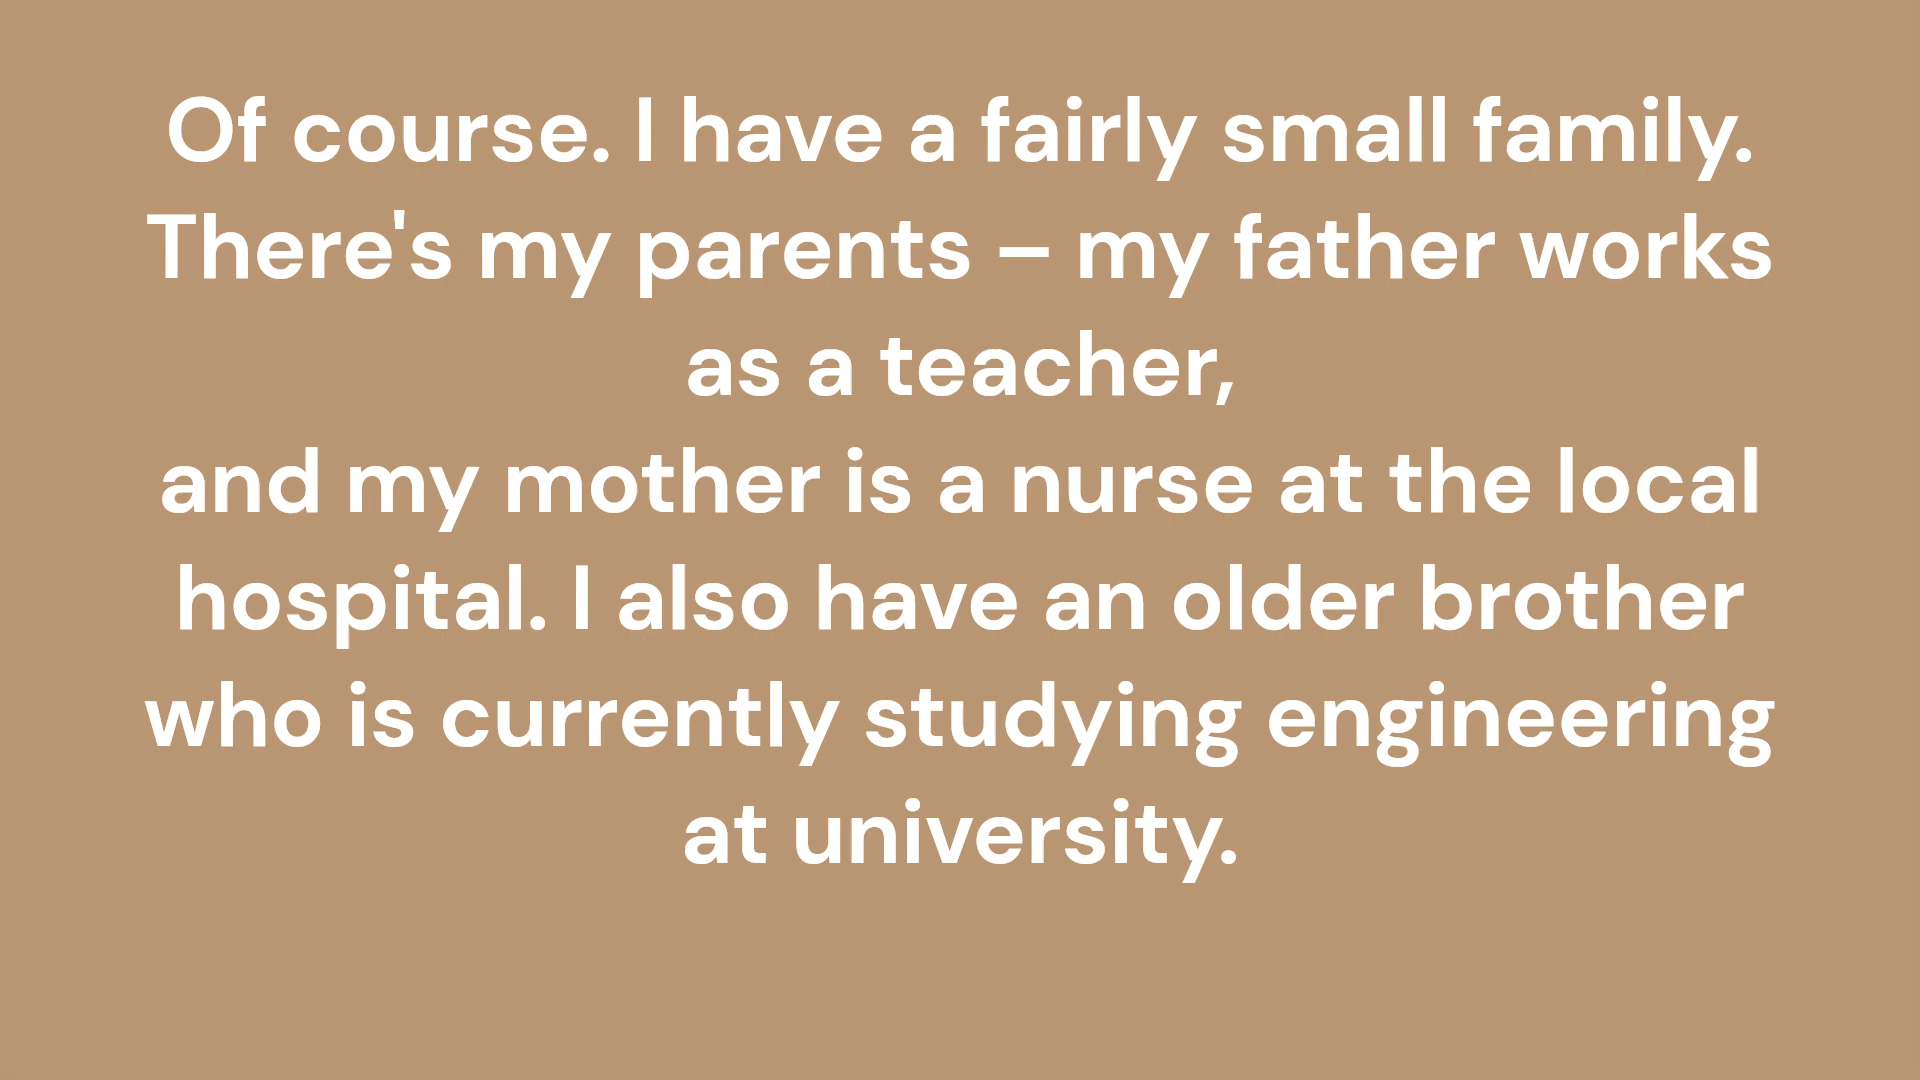 Of course. I have a fairly small family.
There's my parents – my father works
as a teacher,
and my mother is a nurse at the local
hospital. I also have an older brother
who is currently studying engineering
at university.